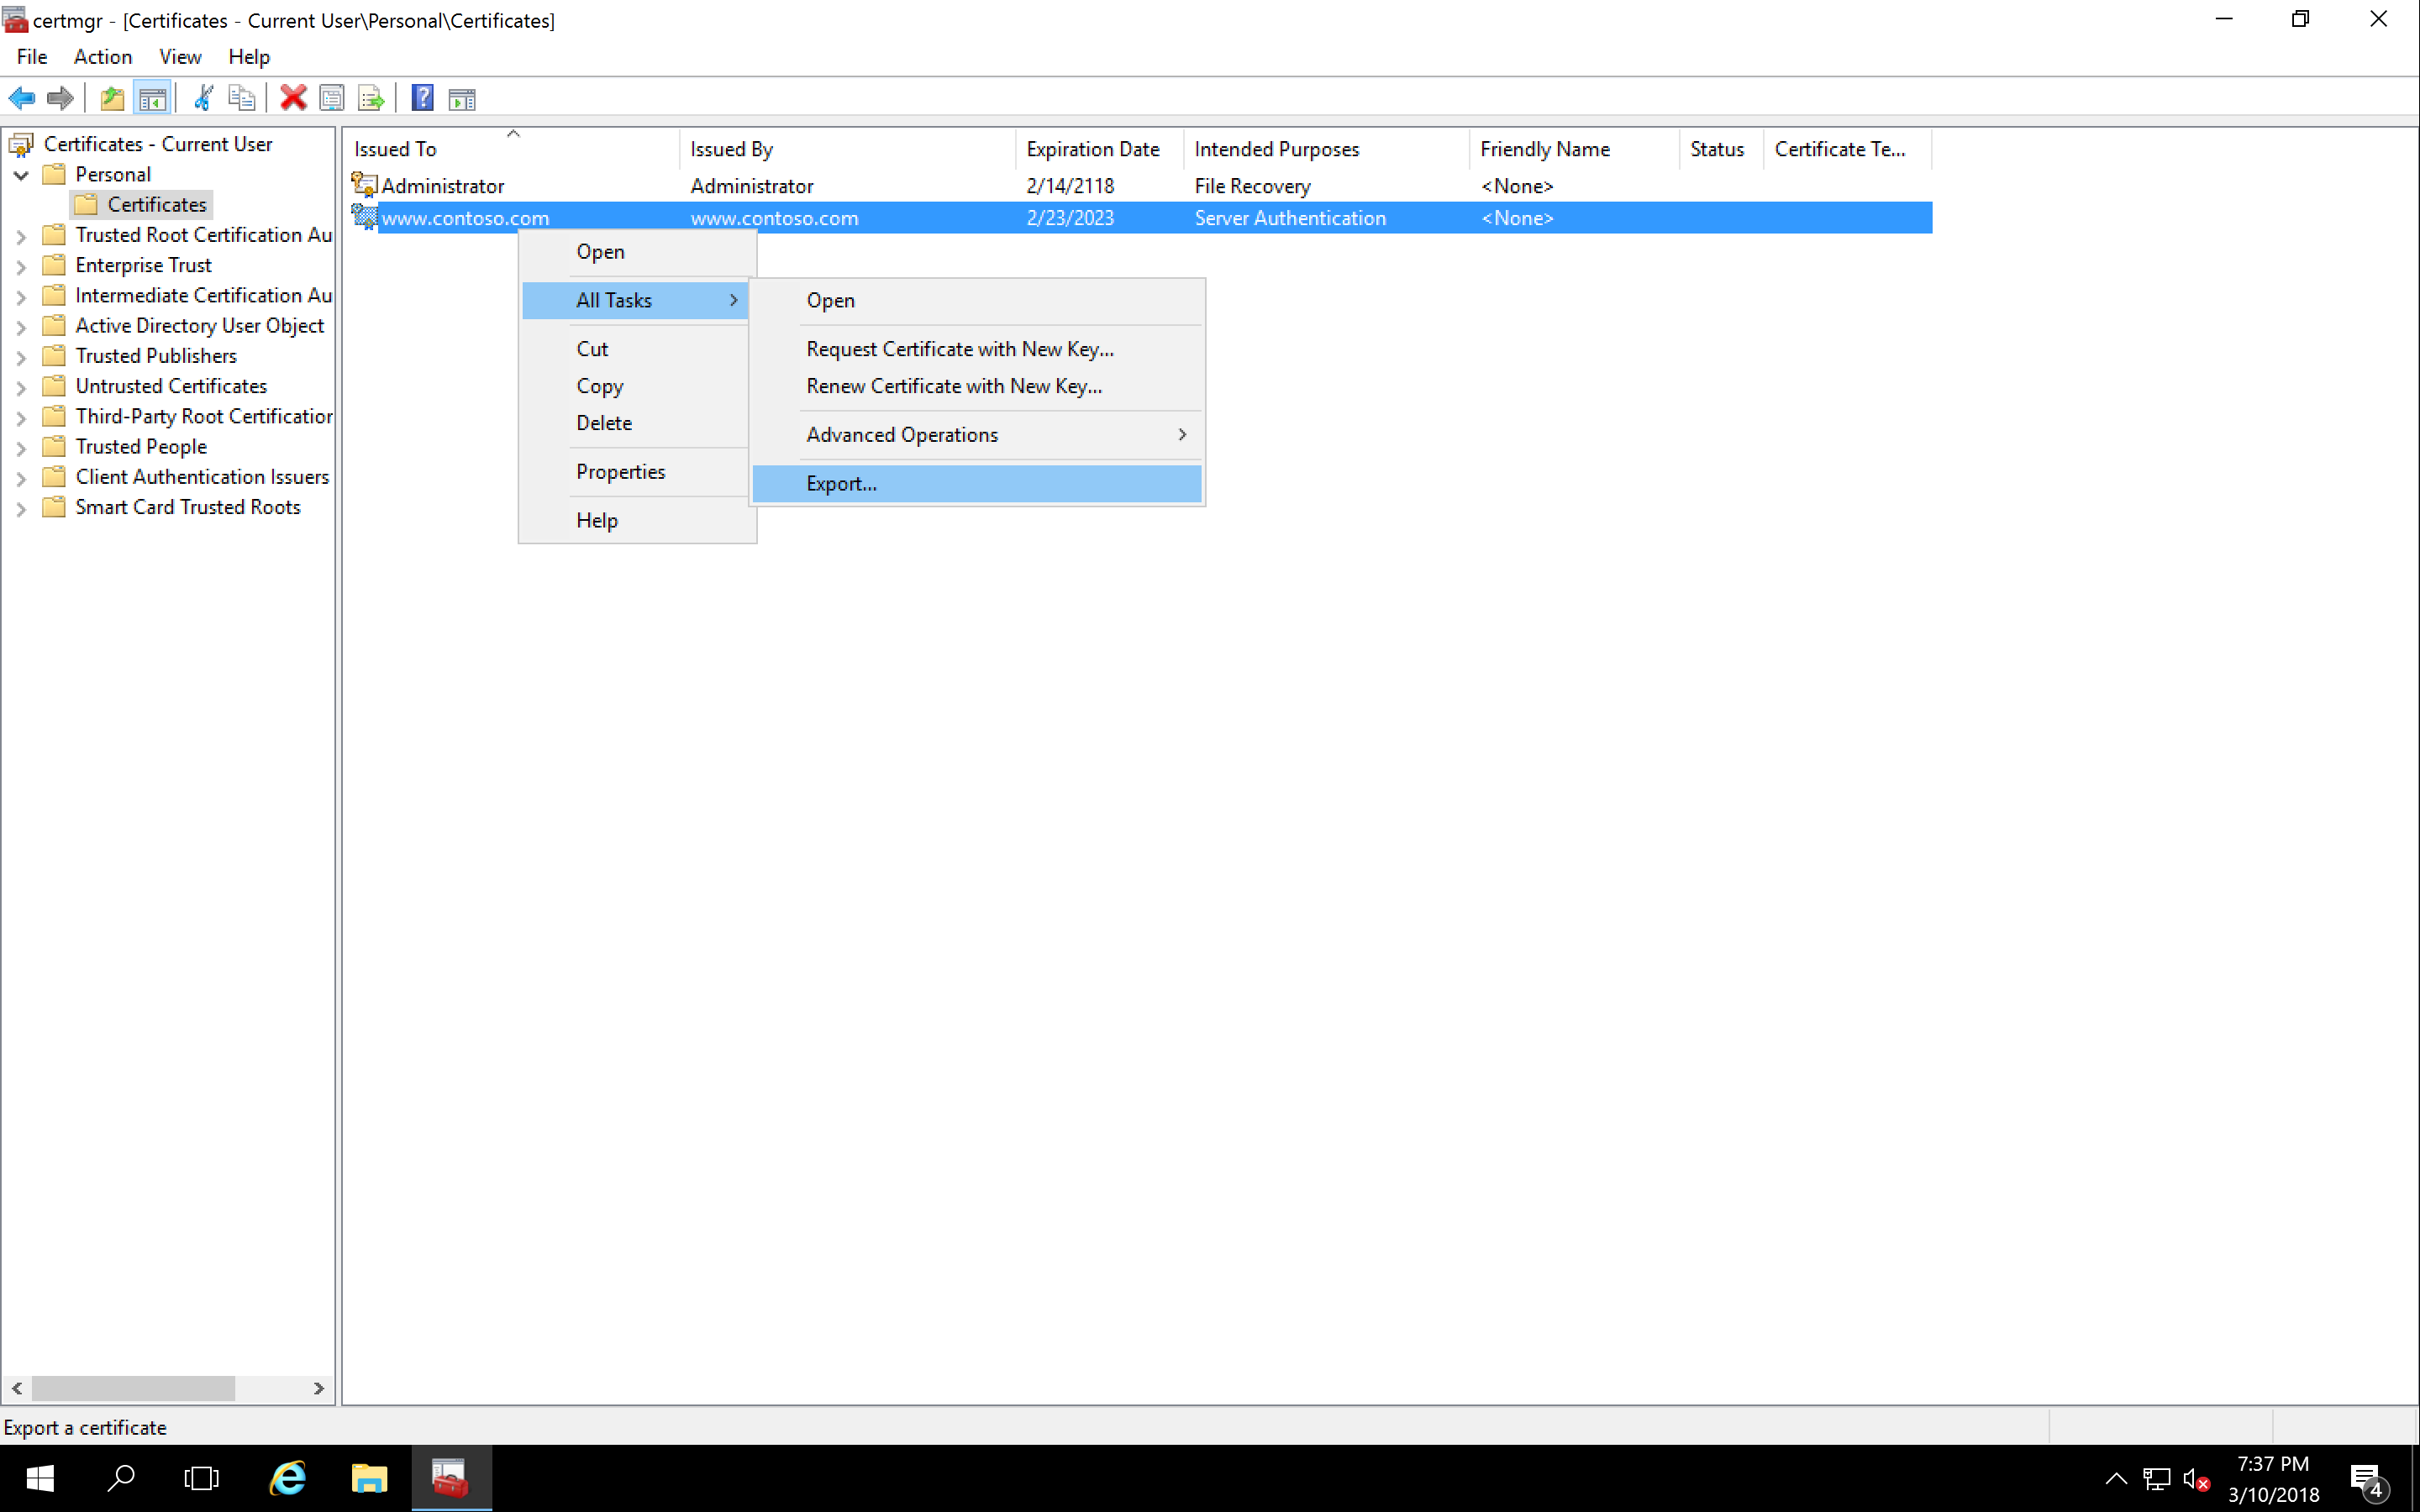 certmgr - [Certificates - Current User\Personal\Certificates]
File Action View Help
Certificates - Current User
Personal
Certificates
Trusted Root Certification Au
Enterprise Trust
Intermediate Certification Au
Active Directory User Object
Trusted Publishers
Untrusted Certificates
Third-Party Root Certification
Trusted People
Client Authentication Issuers
Smart Card Trusted Roots
Issued To Issued By Expiration Date Intended Purposes Friendly Name Status Certificate Te...
Administrator Administrator 2/14/2118 File Recovery <None>
www.contoso.com www.contoso.com 2/23/2023 Server Authentication <None>
Open
All Tasks
Cut
Copy
Delete
Properties
Help
Open
Request Certificate with New Key...
Renew Certificate with New Key...
Advanced Operations
Export...
Export a certificate
7:37 PM
3/10/2018
4